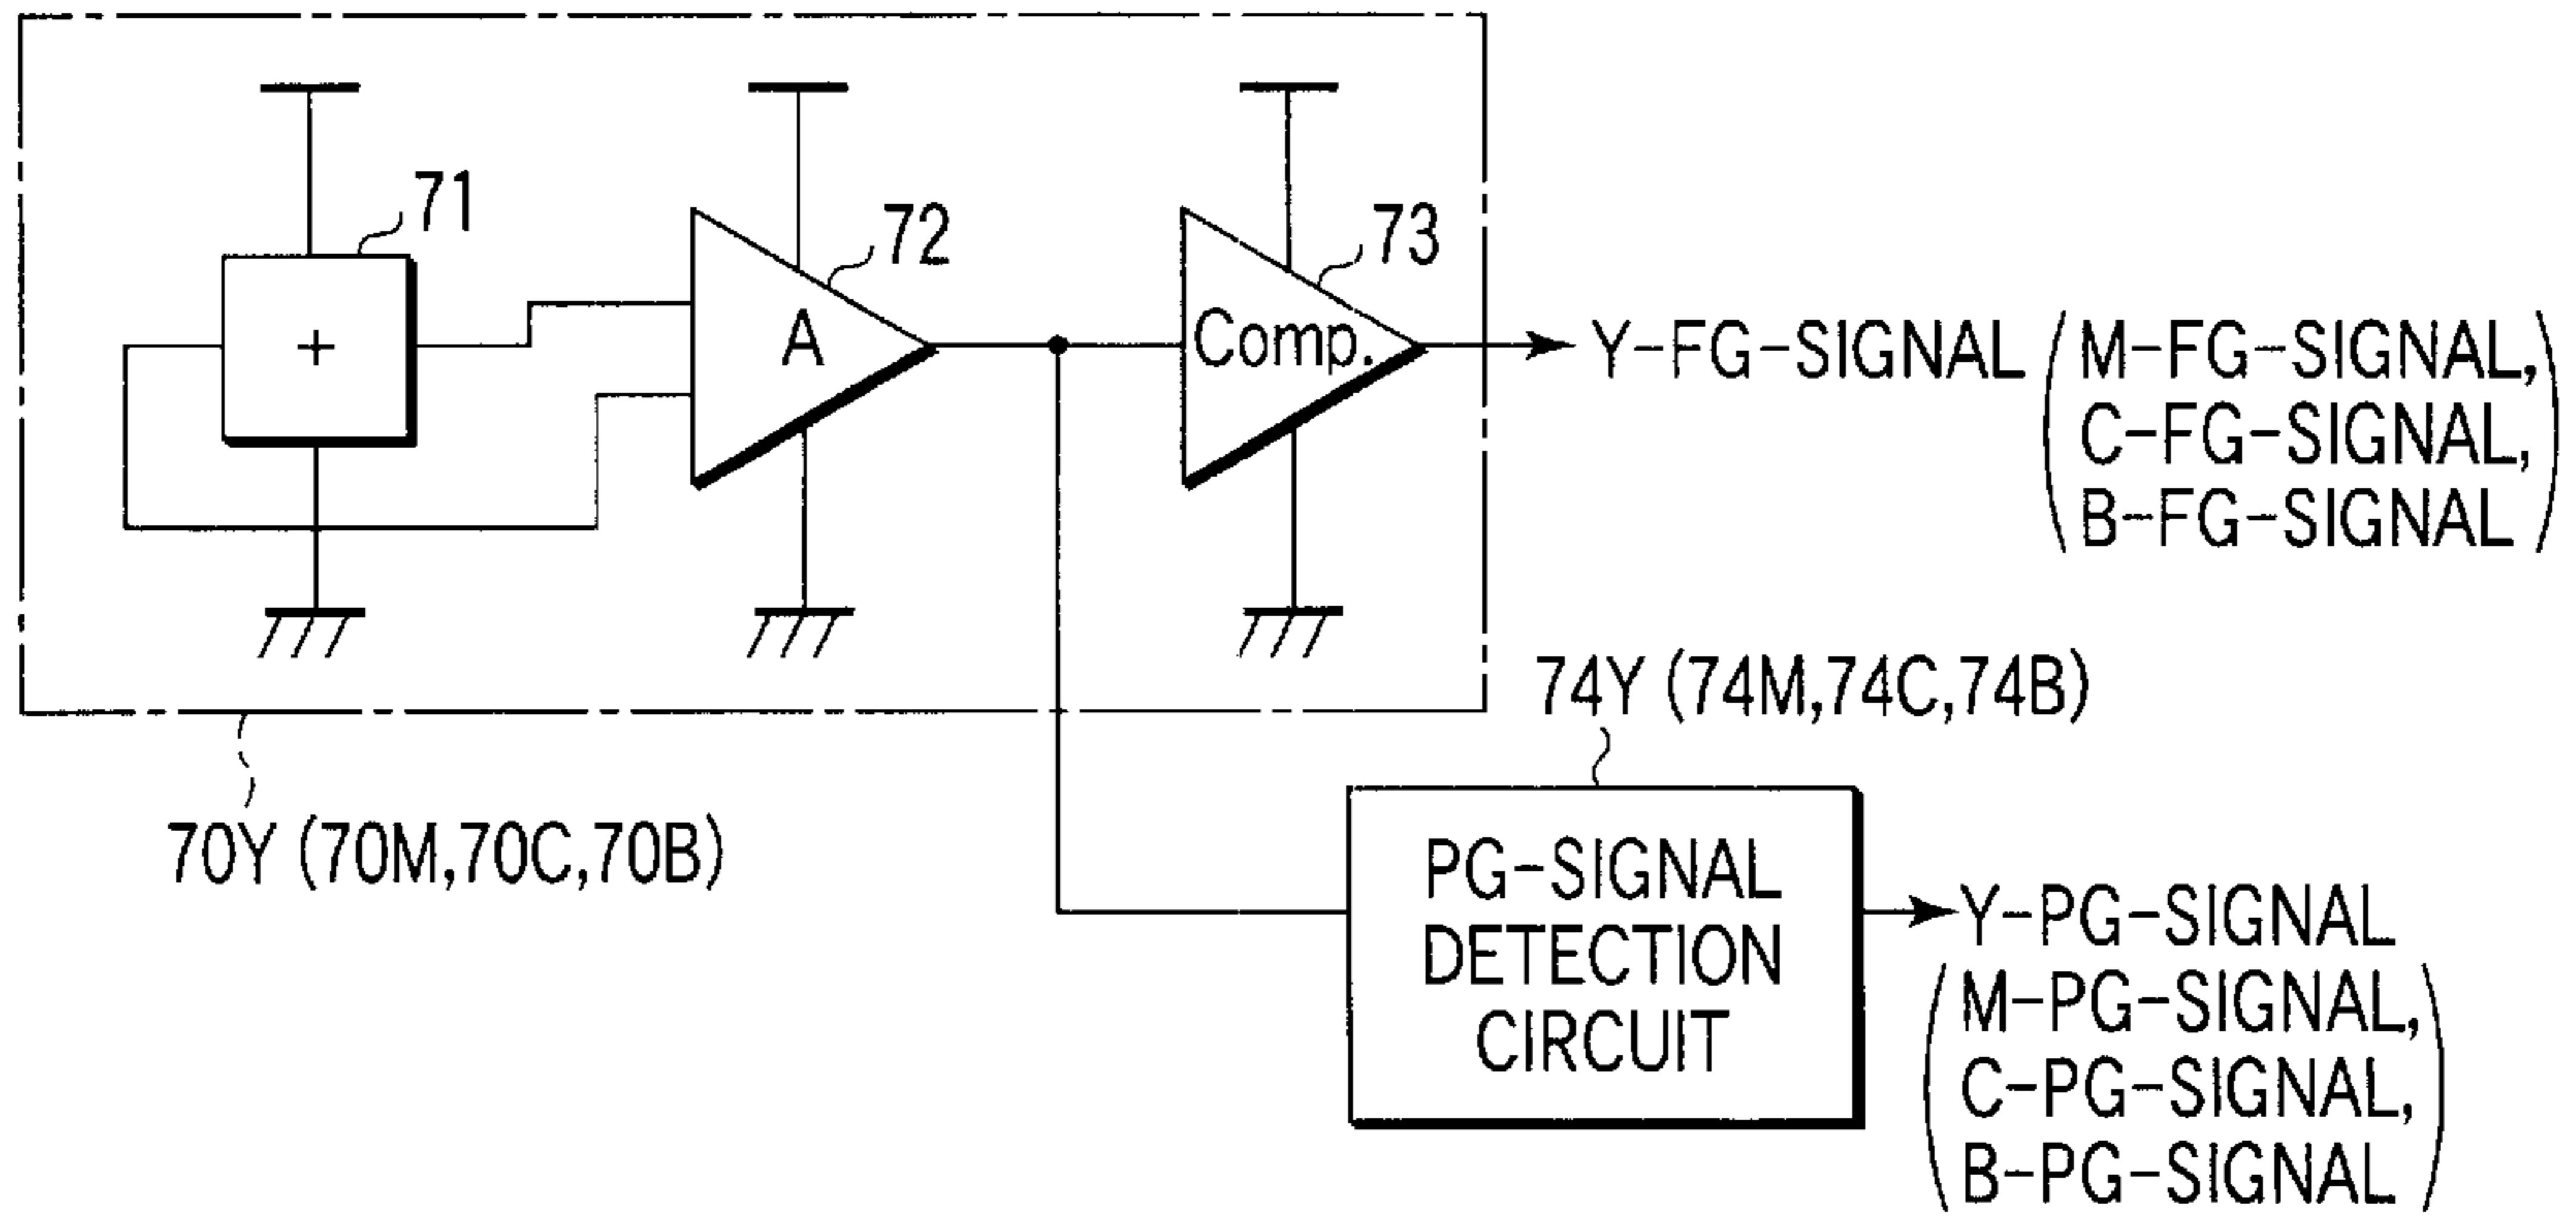 71
72
73
+
A
Comp.
Y-FG-SIGNAL (M-FG-SIGNAL,
C-FG-SIGNAL,
B-FG-SIGNAL)
74Y (74M,74C,74B)
70Y (70M,70C,70B)
PG-SIGNAL
DETECTION
CIRCUIT
Y-PG-SIGNAL
(M-PG-SIGNAL,
C-PG-SIGNAL,
B-PG-SIGNAL)